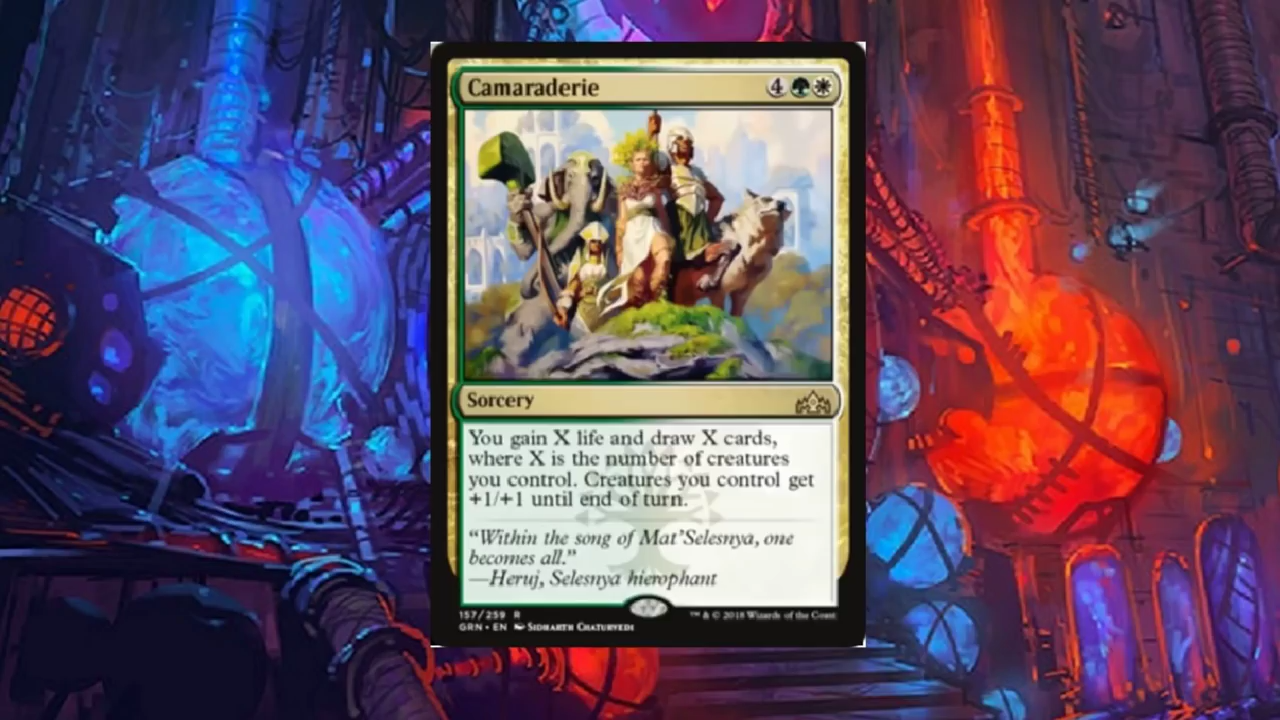 Camaraderie 4
Sorcery
You gain X life and draw X cards,
where X is the number of creatures
you control. Creatures you control get
+1/+1 until end of turn.
“Within the song of Mat’Selesnya, one
becomes all.”
—Heruj, Selesnya hierophant
157/259 R
™ & © 2018 Wizards of the Coast
GRN • EN Sidharth Chaturvedi